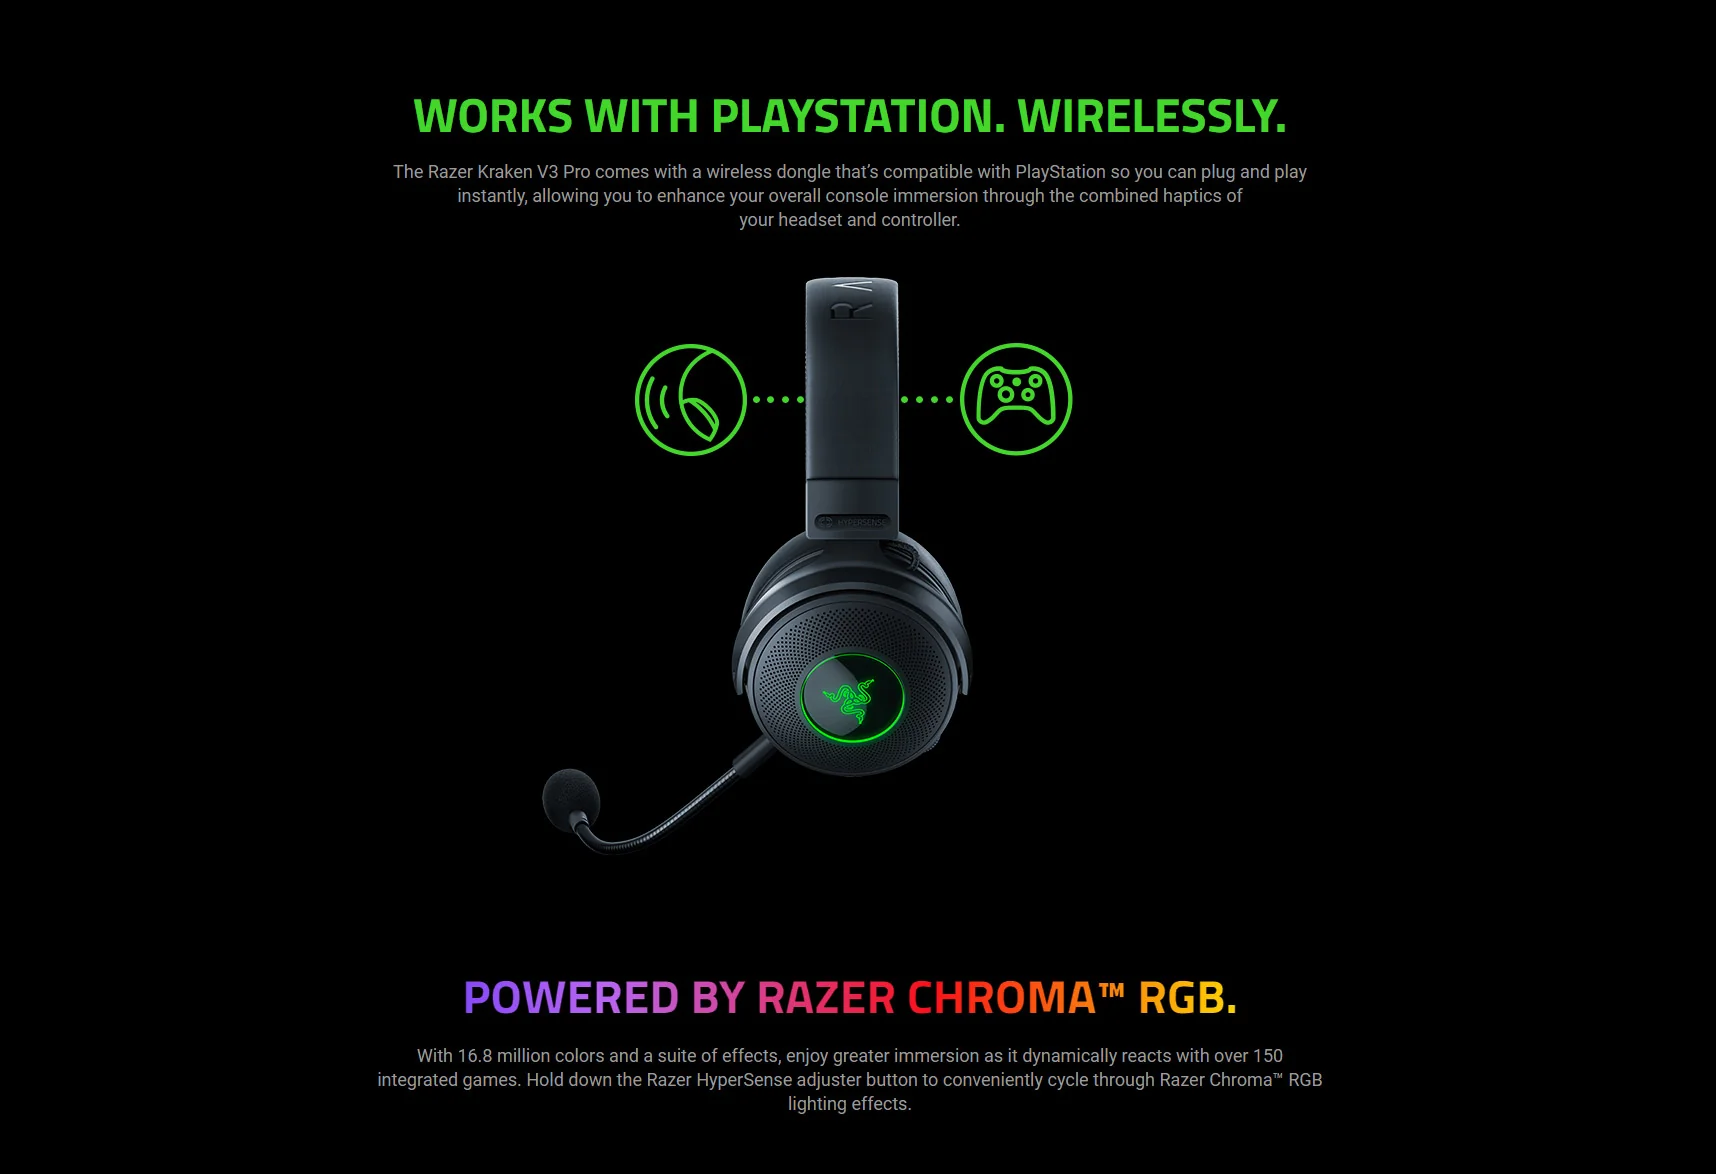 WORKS WITH PLAYSTATION. WIRELESSLY.
The Razer Kraken V3 Pro comes with a wireless dongle that’s compatible with PlayStation so you can plug and play
instantly, allowing you to enhance your overall console immersion through the combined haptics of
your headset and controller.
R A
HYPERSENSE
POWERED BY RAZER CHROMA™ RGB.
With 16.8 million colors and a suite of effects, enjoy greater immersion as it dynamically reacts with over 150
integrated games. Hold down the Razer HyperSense adjuster button to conveniently cycle through Razer Chroma™ RGB
lighting effects.